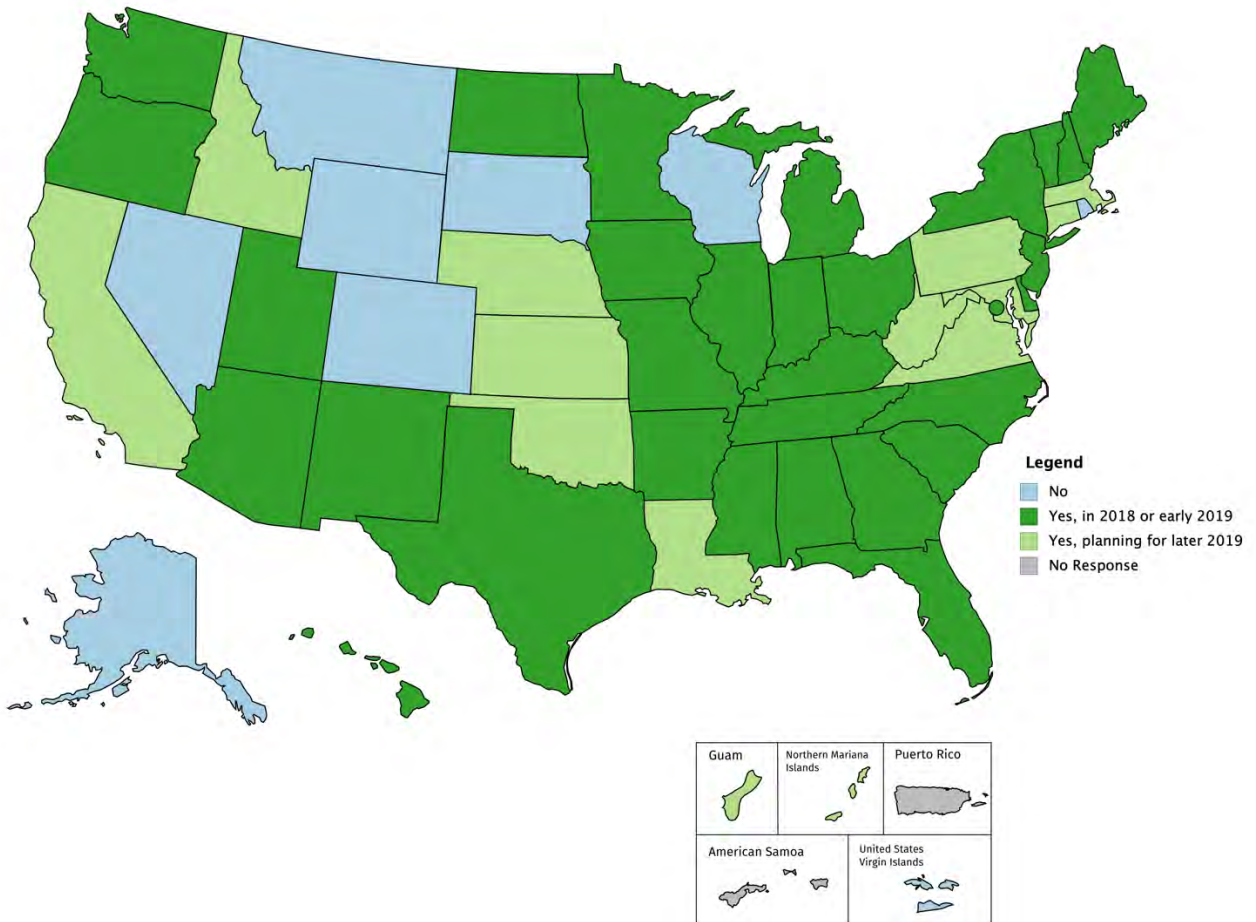 Legend
No
Yes, in 2018 or early 2019
Yes, planning for later 2019
No Response
Guam
Northern Mariana
Islands
Puerto Rico
American Samoa
United States
Virgin Islands